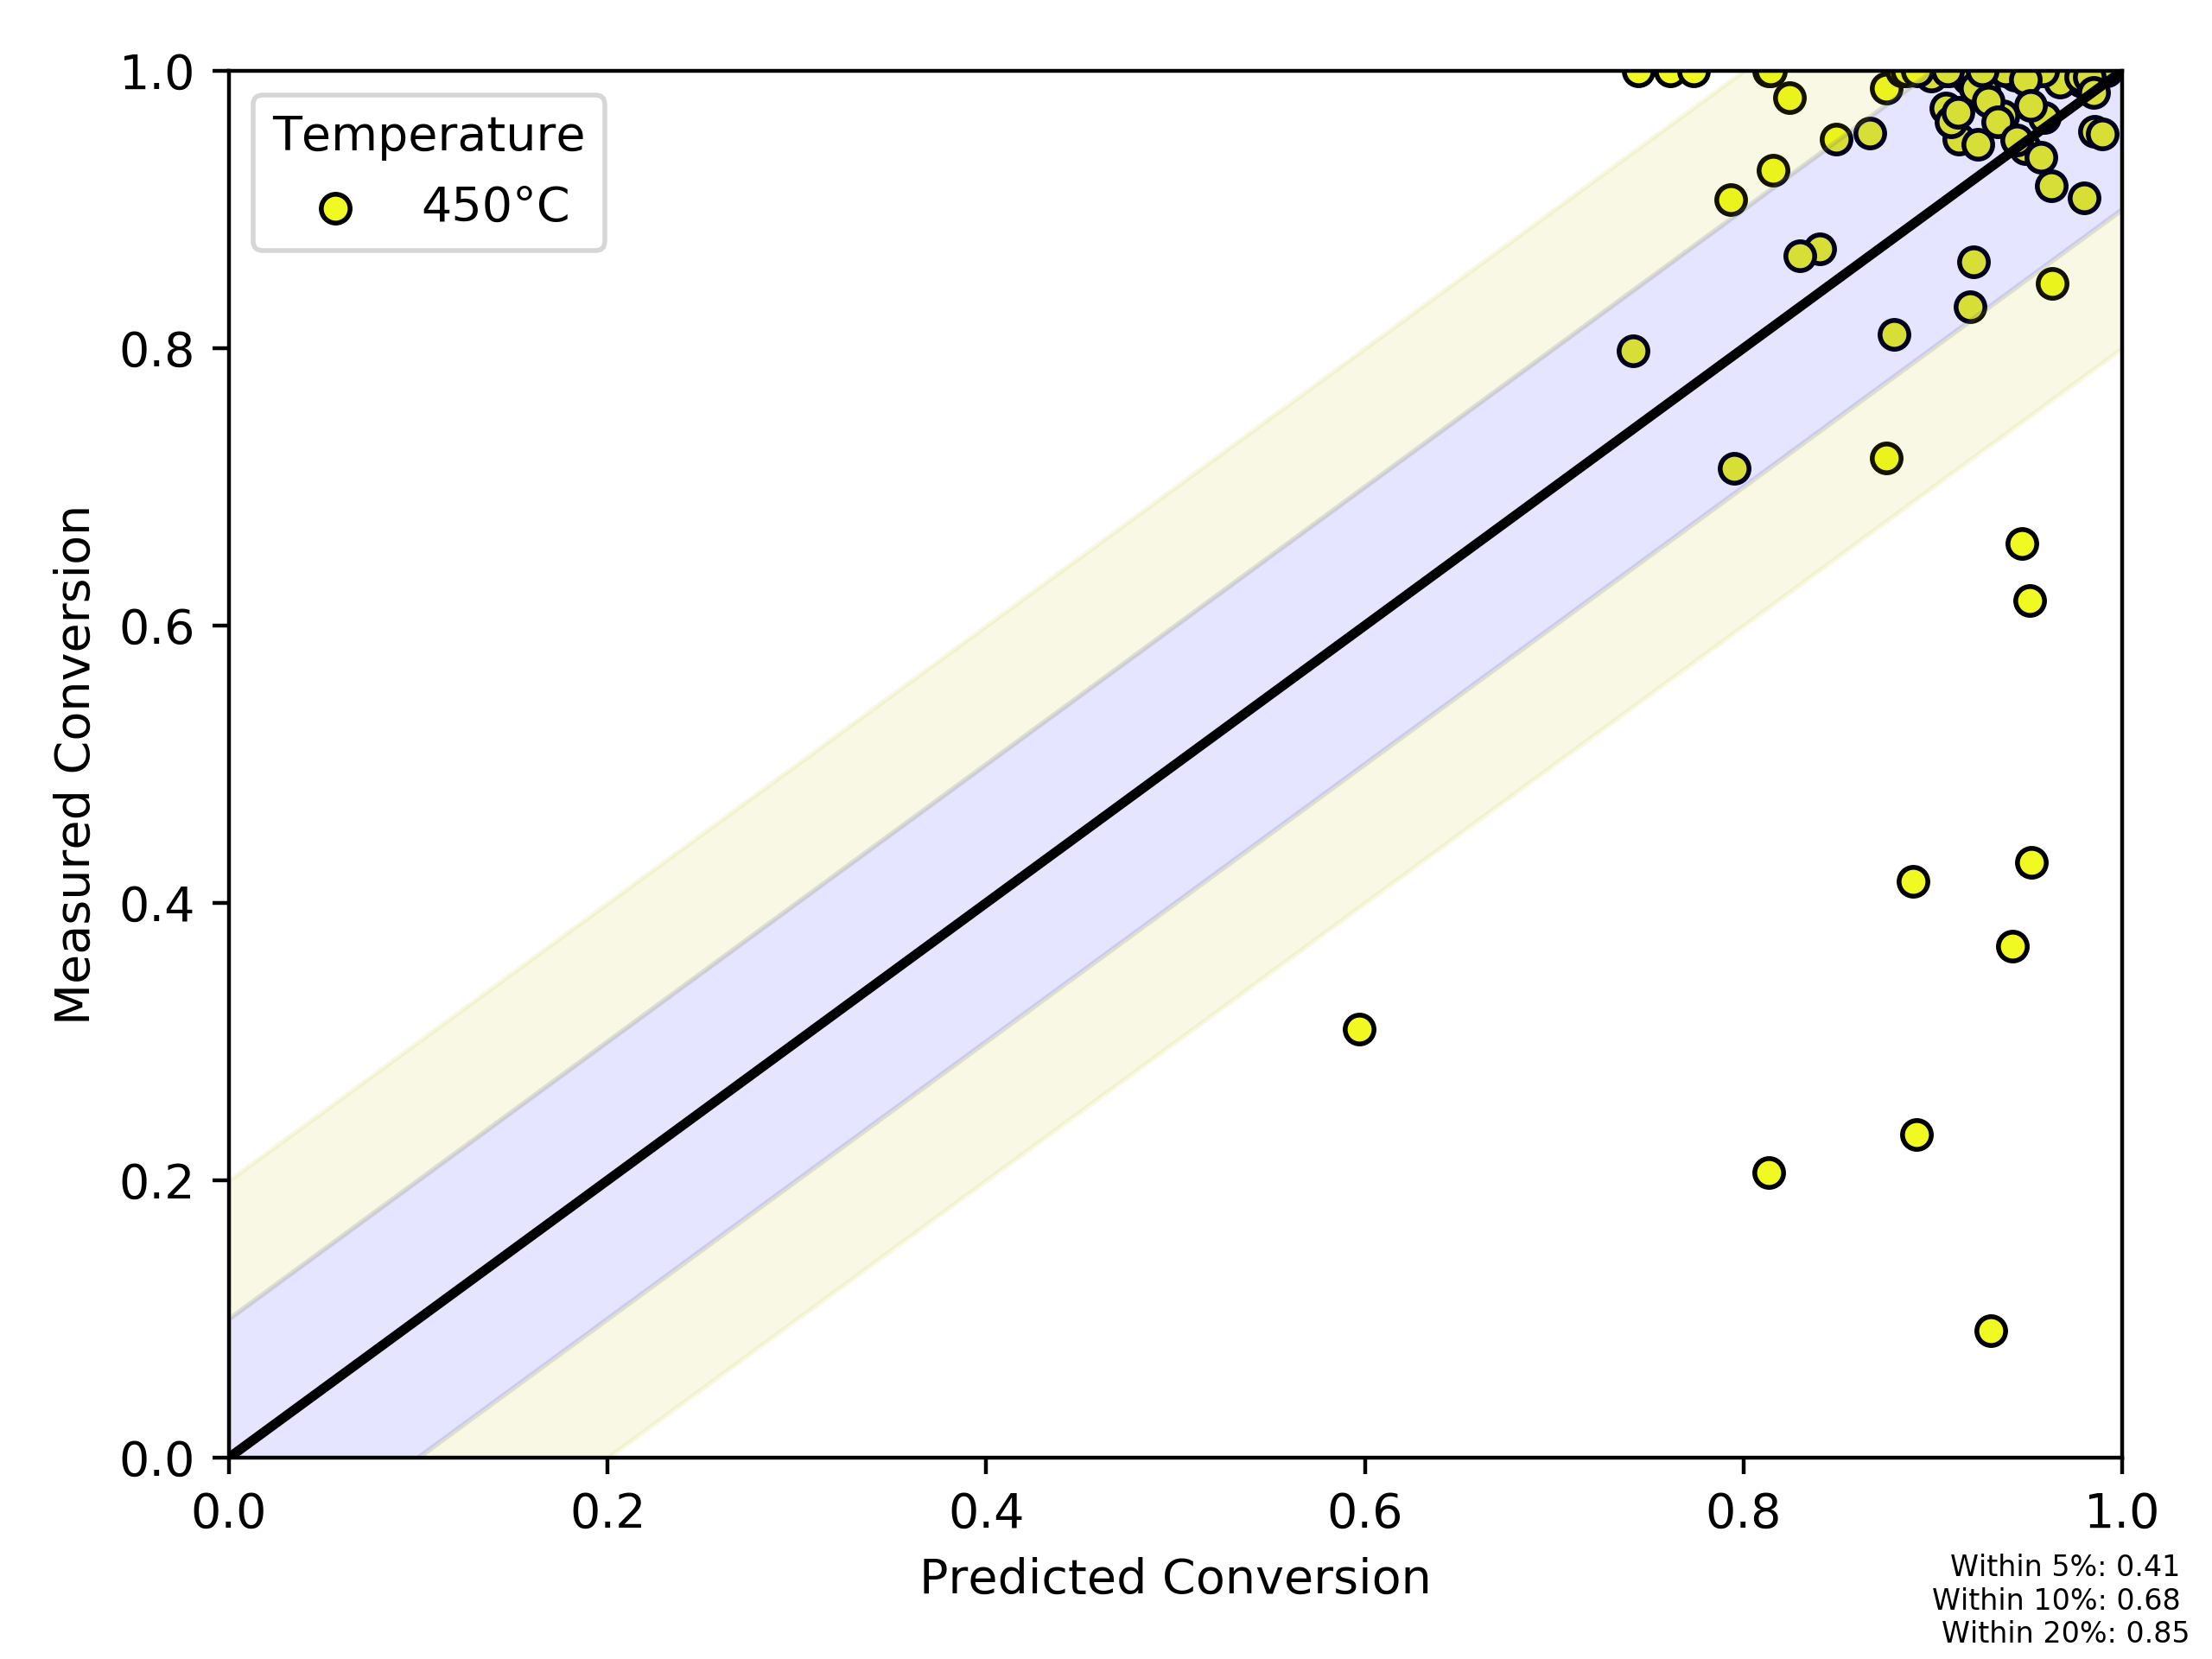 1.0
0.8
0.6
0.4
0.2
0.0
Measured Conversion
Temperature
450°C
0.0 0.2 0.4 0.6 0.8 1.0
Predicted Conversion
Within 5%: 0.41
Within 10%: 0.68
Within 20%: 0.85